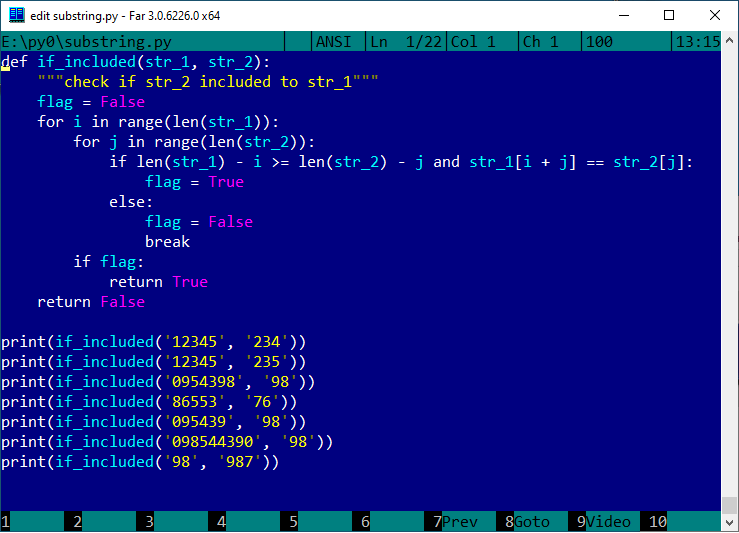 edit substring.py - Far 3.0.6226.0 x64
E:\py0\substring.py ANSI Ln 1/22 Col 1 Ch 1 100 13:15
def if_included(str_1, str_2):
    """check if str_2 included to str_1"""
    flag = False
    for i in range(len(str_1)):
        for j in range(len(str_2)):
            if len(str_1) - i >= len(str_2) - j and str_1[i + j] == str_2[j]:
                flag = True
            else:
                flag = False
                break
        if flag:
            return True
    return False
print(if_included('12345', '234'))
print(if_included('12345', '235'))
print(if_included('0954398', '98'))
print(if_included('86553', '76'))
print(if_included('095439', '98'))
print(if_included('098544390', '98'))
print(if_included('98', '987'))
1 2 3 4 5 6 7Prev 8Goto 9Video 10